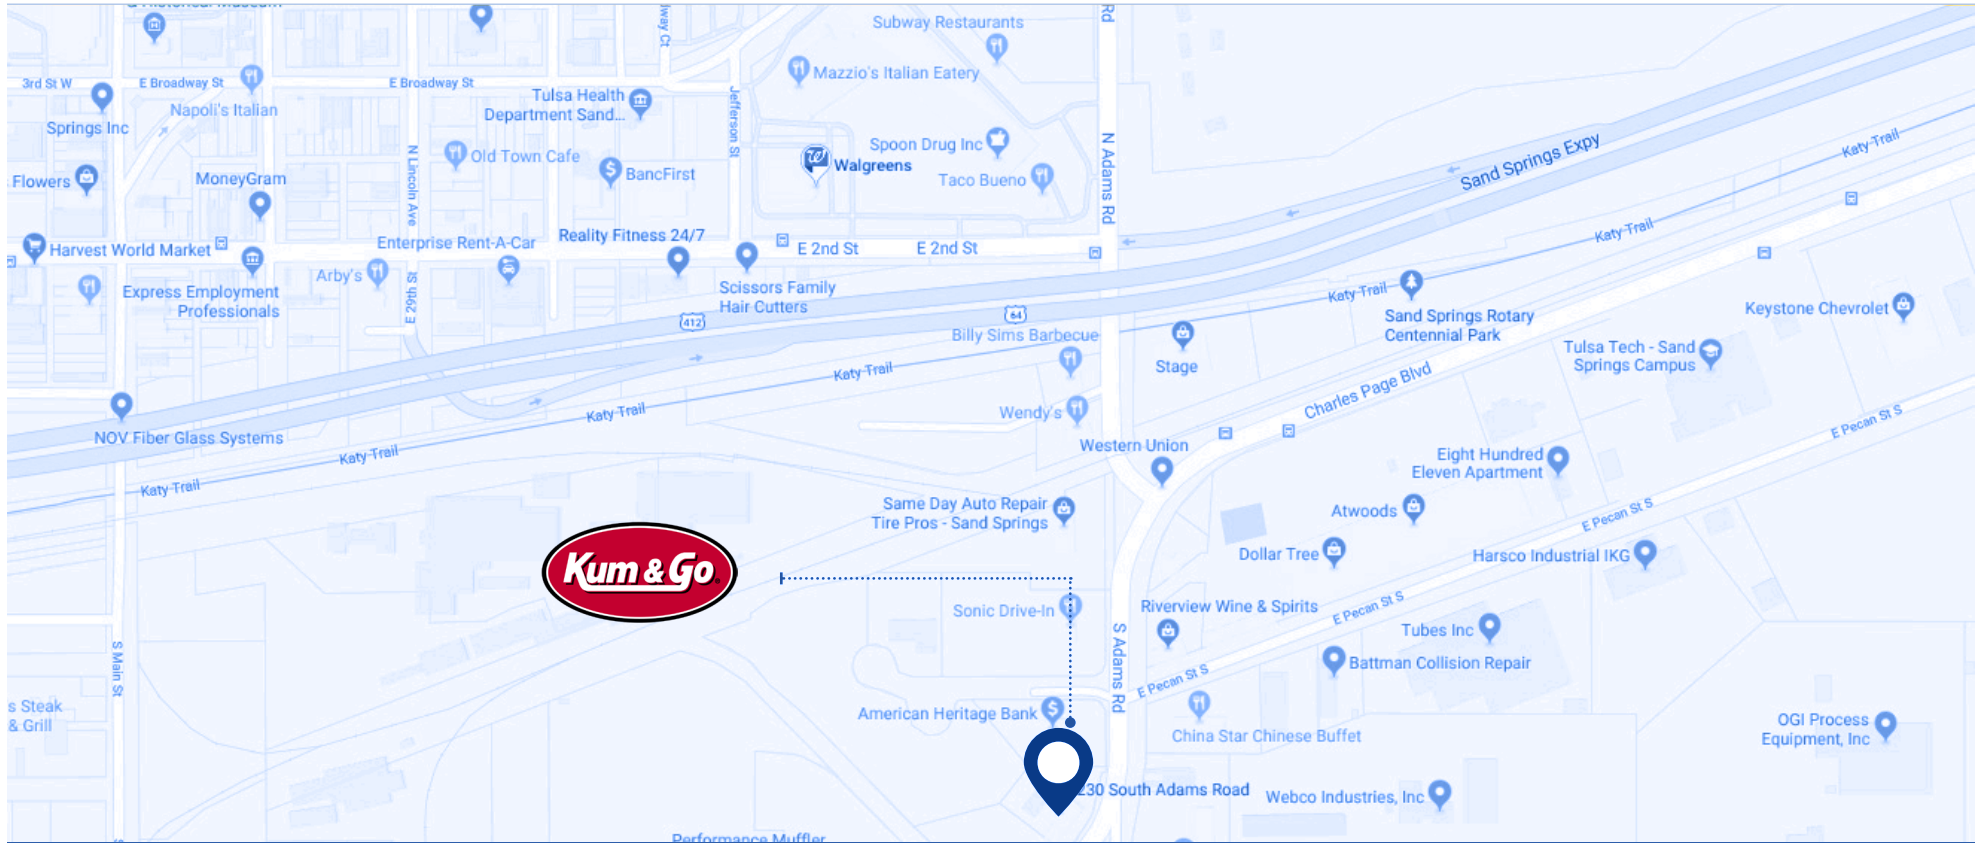 & Historical Museum
Subway Restaurants
Rd
lway Ct
Mazzio's Italian Eatery
3rd St W
E Broadway St
E Broadway St
Napoli's Italian
Tulsa Health
Department Sand...
Jefferson St
Springs Inc
N Lincoln Ave
Old Town Cafe
BancFirst
Spoon Drug Inc
Walgreens
Taco Bueno
N Adams Rd
Sand Springs Expy
Katy Trail
Flowers
MoneyGram
Harvest World Market
Enterprise Rent-A-Car
Reality Fitness 24/7
E 2nd St
E 2nd St
Katy Trail
Arby's
E 29th St
Express Employment
Professionals
Scissors Family
Hair Cutters
412
64
Katy Trail
Sand Springs Rotary
Centennial Park
Keystone Chevrolet
Billy Sims Barbecue
Stage
Tulsa Tech - Sand
Springs Campus
Katy Trail
Charles Page Blvd
Katy Trail
Wendy's
NOV Fiber Glass Systems
Katy Trail
Western Union
E Pecan St S
Eight Hundred
Eleven Apartment
Katy Trail
Same Day Auto Repair
Tire Pros - Sand Springs
Atwoods
E Pecan St S
Kum & Go
Dollar Tree
Harsco Industrial IKG
Sonic Drive-In
Riverview Wine & Spirits
E Pecan St S
Tubes Inc
S Main St
S Adams Rd
Battman Collision Repair
E Pecan St S
s Steak
& Grill
American Heritage Bank
China Star Chinese Buffet
OGI Process
Equipment, Inc
230 South Adams Road
Webco Industries, Inc
Performance Muffler